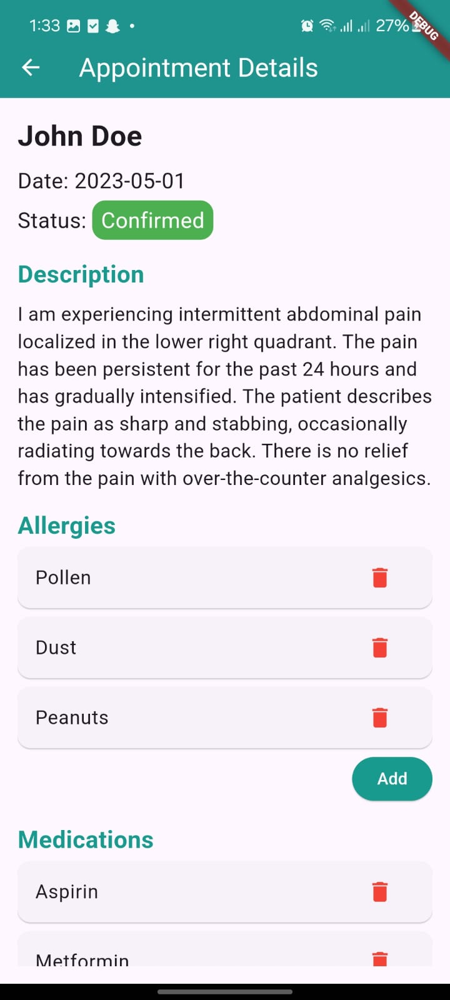 1:33
27%
DEBUG
Appointment Details
John Doe
Date: 2023-05-01
Status: Confirmed
Description
I am experiencing intermittent abdominal pain
localized in the lower right quadrant. The pain
has been persistent for the past 24 hours and
has gradually intensified. The patient describes
the pain as sharp and stabbing, occasionally
radiating towards the back. There is no relief
from the pain with over-the-counter analgesics.
Allergies
Pollen
Dust
Peanuts
Add
Medications
Aspirin
Metformin